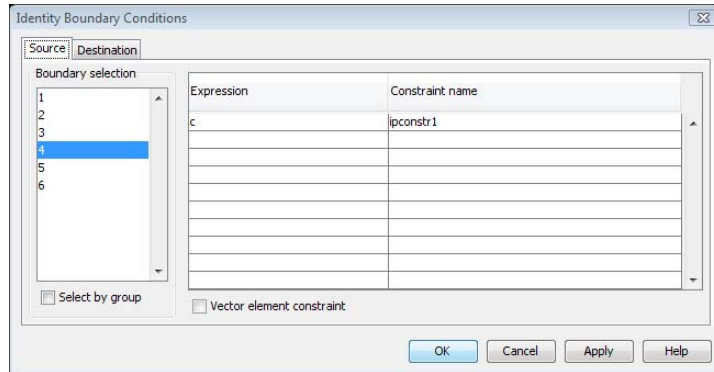 Identity Boundary Conditions
Source Destination
Boundary selection
1
2
3
4
5
6
Select by group
Expression Constraint name
c ipconstr1
Vector element constraint
OK Cancel Apply Help